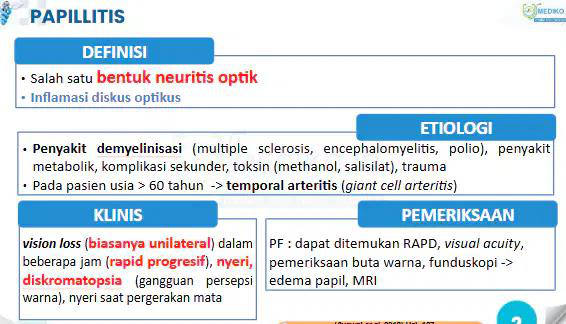 PAPILLITIS
MEDIKO
DEFINISI
• Salah satu bentuk neuritis optik
• Inflamasi diskus optikus
ETIOLOGI
• Penyakit demyelinisasi (multiple sclerosis, encephalomyelitis, polio), penyakit
metabolik, komplikasi sekunder, toksin (methanol, salisilat), trauma
• Pada pasien usia > 60 tahun -> temporal arteritis (giant cell arteritis)
KLINIS
vision loss (biasanya unilateral) dalam
beberapa jam (rapid progresif), nyeri,
diskromatopsia (gangguan persepsi
warna), nyeri saat pergerakan mata
PEMERIKSAAN
PF : dapat ditemukan RAPD, visual acuity,
pemeriksaan buta warna, funduskopi ->
edema papil, MRI